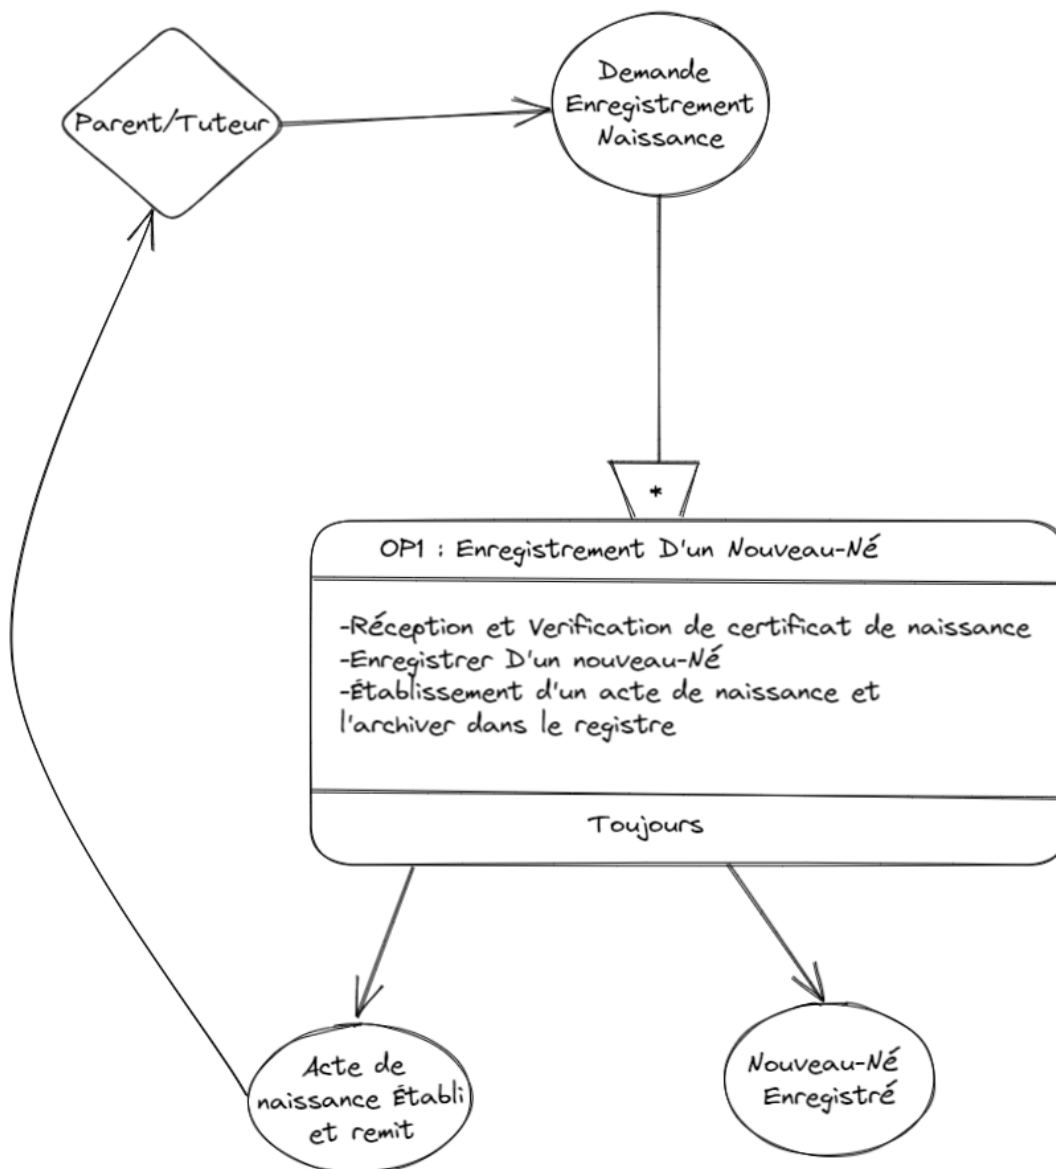 Parent/Tuteur
Demande
Enregistrement
Naissance
*
OP1 : Enregistrement D'un Nouveau-Né
-Réception et Verification de certificat de naissance
-Enregistrer D'un nouveau-Né
-Établissement d'un acte de naissance et
l'archiver dans le registre
Toujours
Acte de
naissance Établi
et remit
Nouveau-Né
Enregistré